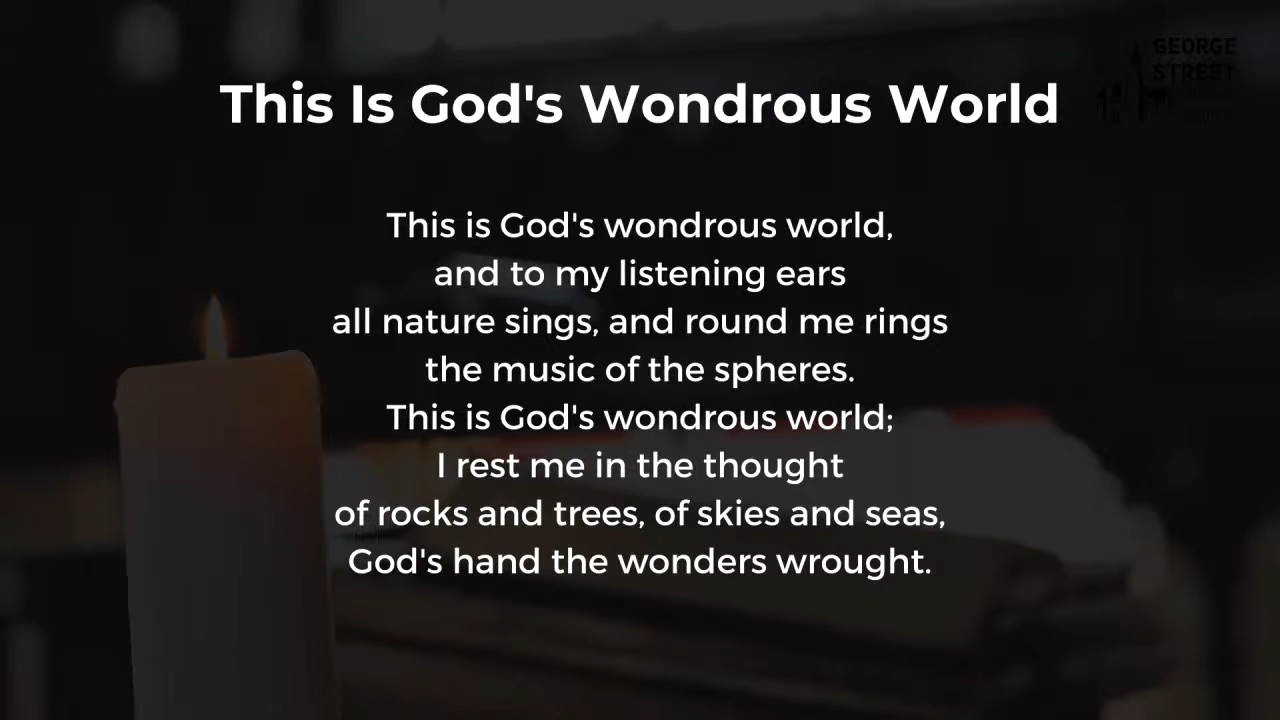 GEORGE
STREET
This Is God's Wondrous World
This is God's wondrous world,
and to my listening ears
all nature sings, and round me rings
the music of the spheres.
This is God's wondrous world;
I rest me in the thought
of rocks and trees, of skies and seas,
God's hand the wonders wrought.